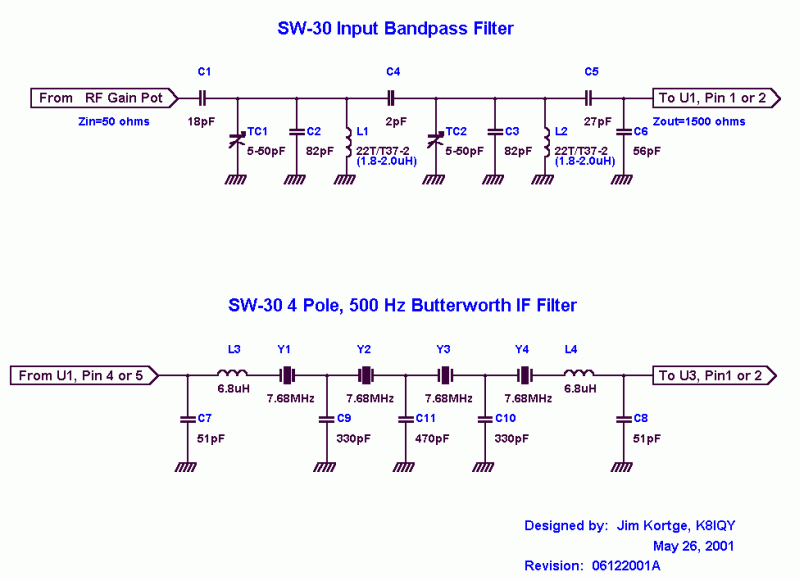 SW-30 Input Bandpass Filter
C1 C4 C5
From RF Gain Pot To U1, Pin 1 or 2
Zin=50 ohms 18pF 2pF 27pF Zout=1500 ohms
TC1 C2 L1 TC2 C3 L2 C6
5-50pF 82pF 22T/T37-2 5-50pF 82pF 22T/T37-2 56pF
(1.8-2.0uH) (1.8-2.0uH)
SW-30 4 Pole, 500 Hz Butterworth IF Filter
L3 Y1 Y2 Y3 Y4 L4
From U1, Pin 4 or 5 To U3, Pin1 or 2
6.8uH 7.68MHz 7.68MHz 7.68MHz 7.68MHz 6.8uH
C7 C9 C11 C10 C8
51pF 330pF 470pF 330pF 51pF
Designed by: Jim Kortge, K8IQY
May 26, 2001
Revision: 06122001A